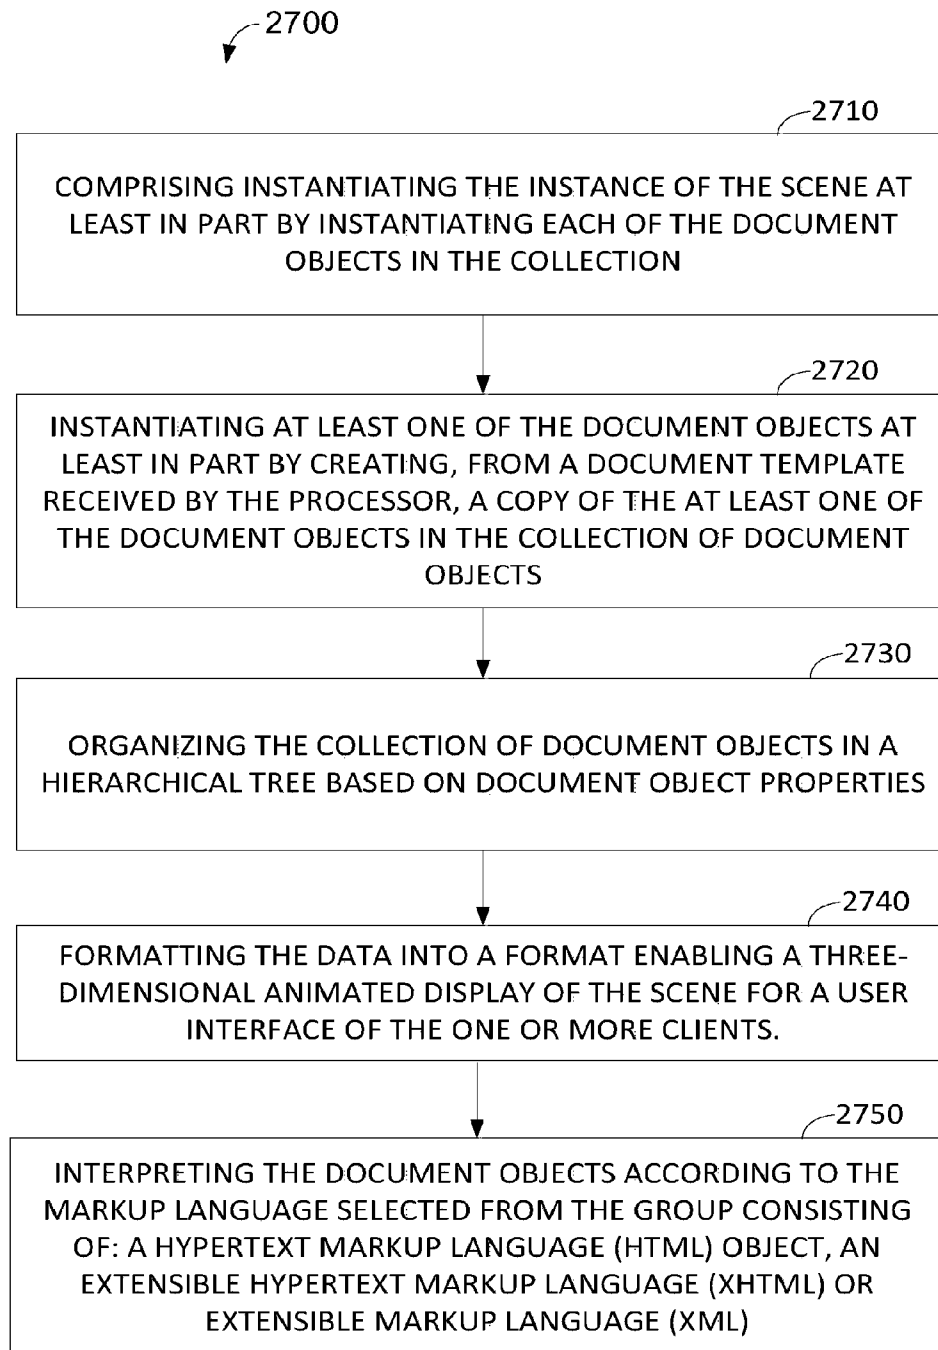 2700
2710
COMPRISING INSTANTIATING THE INSTANCE OF THE SCENE AT
LEAST IN PART BY INSTANTIATING EACH OF THE DOCUMENT
OBJECTS IN THE COLLECTION
2720
INSTANTIATING AT LEAST ONE OF THE DOCUMENT OBJECTS AT
LEAST IN PART BY CREATING, FROM A DOCUMENT TEMPLATE
RECEIVED BY THE PROCESSOR, A COPY OF THE AT LEAST ONE OF
THE DOCUMENT OBJECTS IN THE COLLECTION OF DOCUMENT
OBJECTS
2730
ORGANIZING THE COLLECTION OF DOCUMENT OBJECTS IN A
HIERARCHICAL TREE BASED ON DOCUMENT OBJECT PROPERTIES
2740
FORMATTING THE DATA INTO A FORMAT ENABLING A THREE-
DIMENSIONAL ANIMATED DISPLAY OF THE SCENE FOR A USER
INTERFACE OF THE ONE OR MORE CLIENTS.
2750
INTERPRETING THE DOCUMENT OBJECTS ACCORDING TO THE
MARKUP LANGUAGE SELECTED FROM THE GROUP CONSISTING
OF: A HYPERTEXT MARKUP LANGUAGE (HTML) OBJECT, AN
EXTENSIBLE HYPERTEXT MARKUP LANGUAGE (XHTML) OR
EXTENSIBLE MARKUP LANGUAGE (XML)